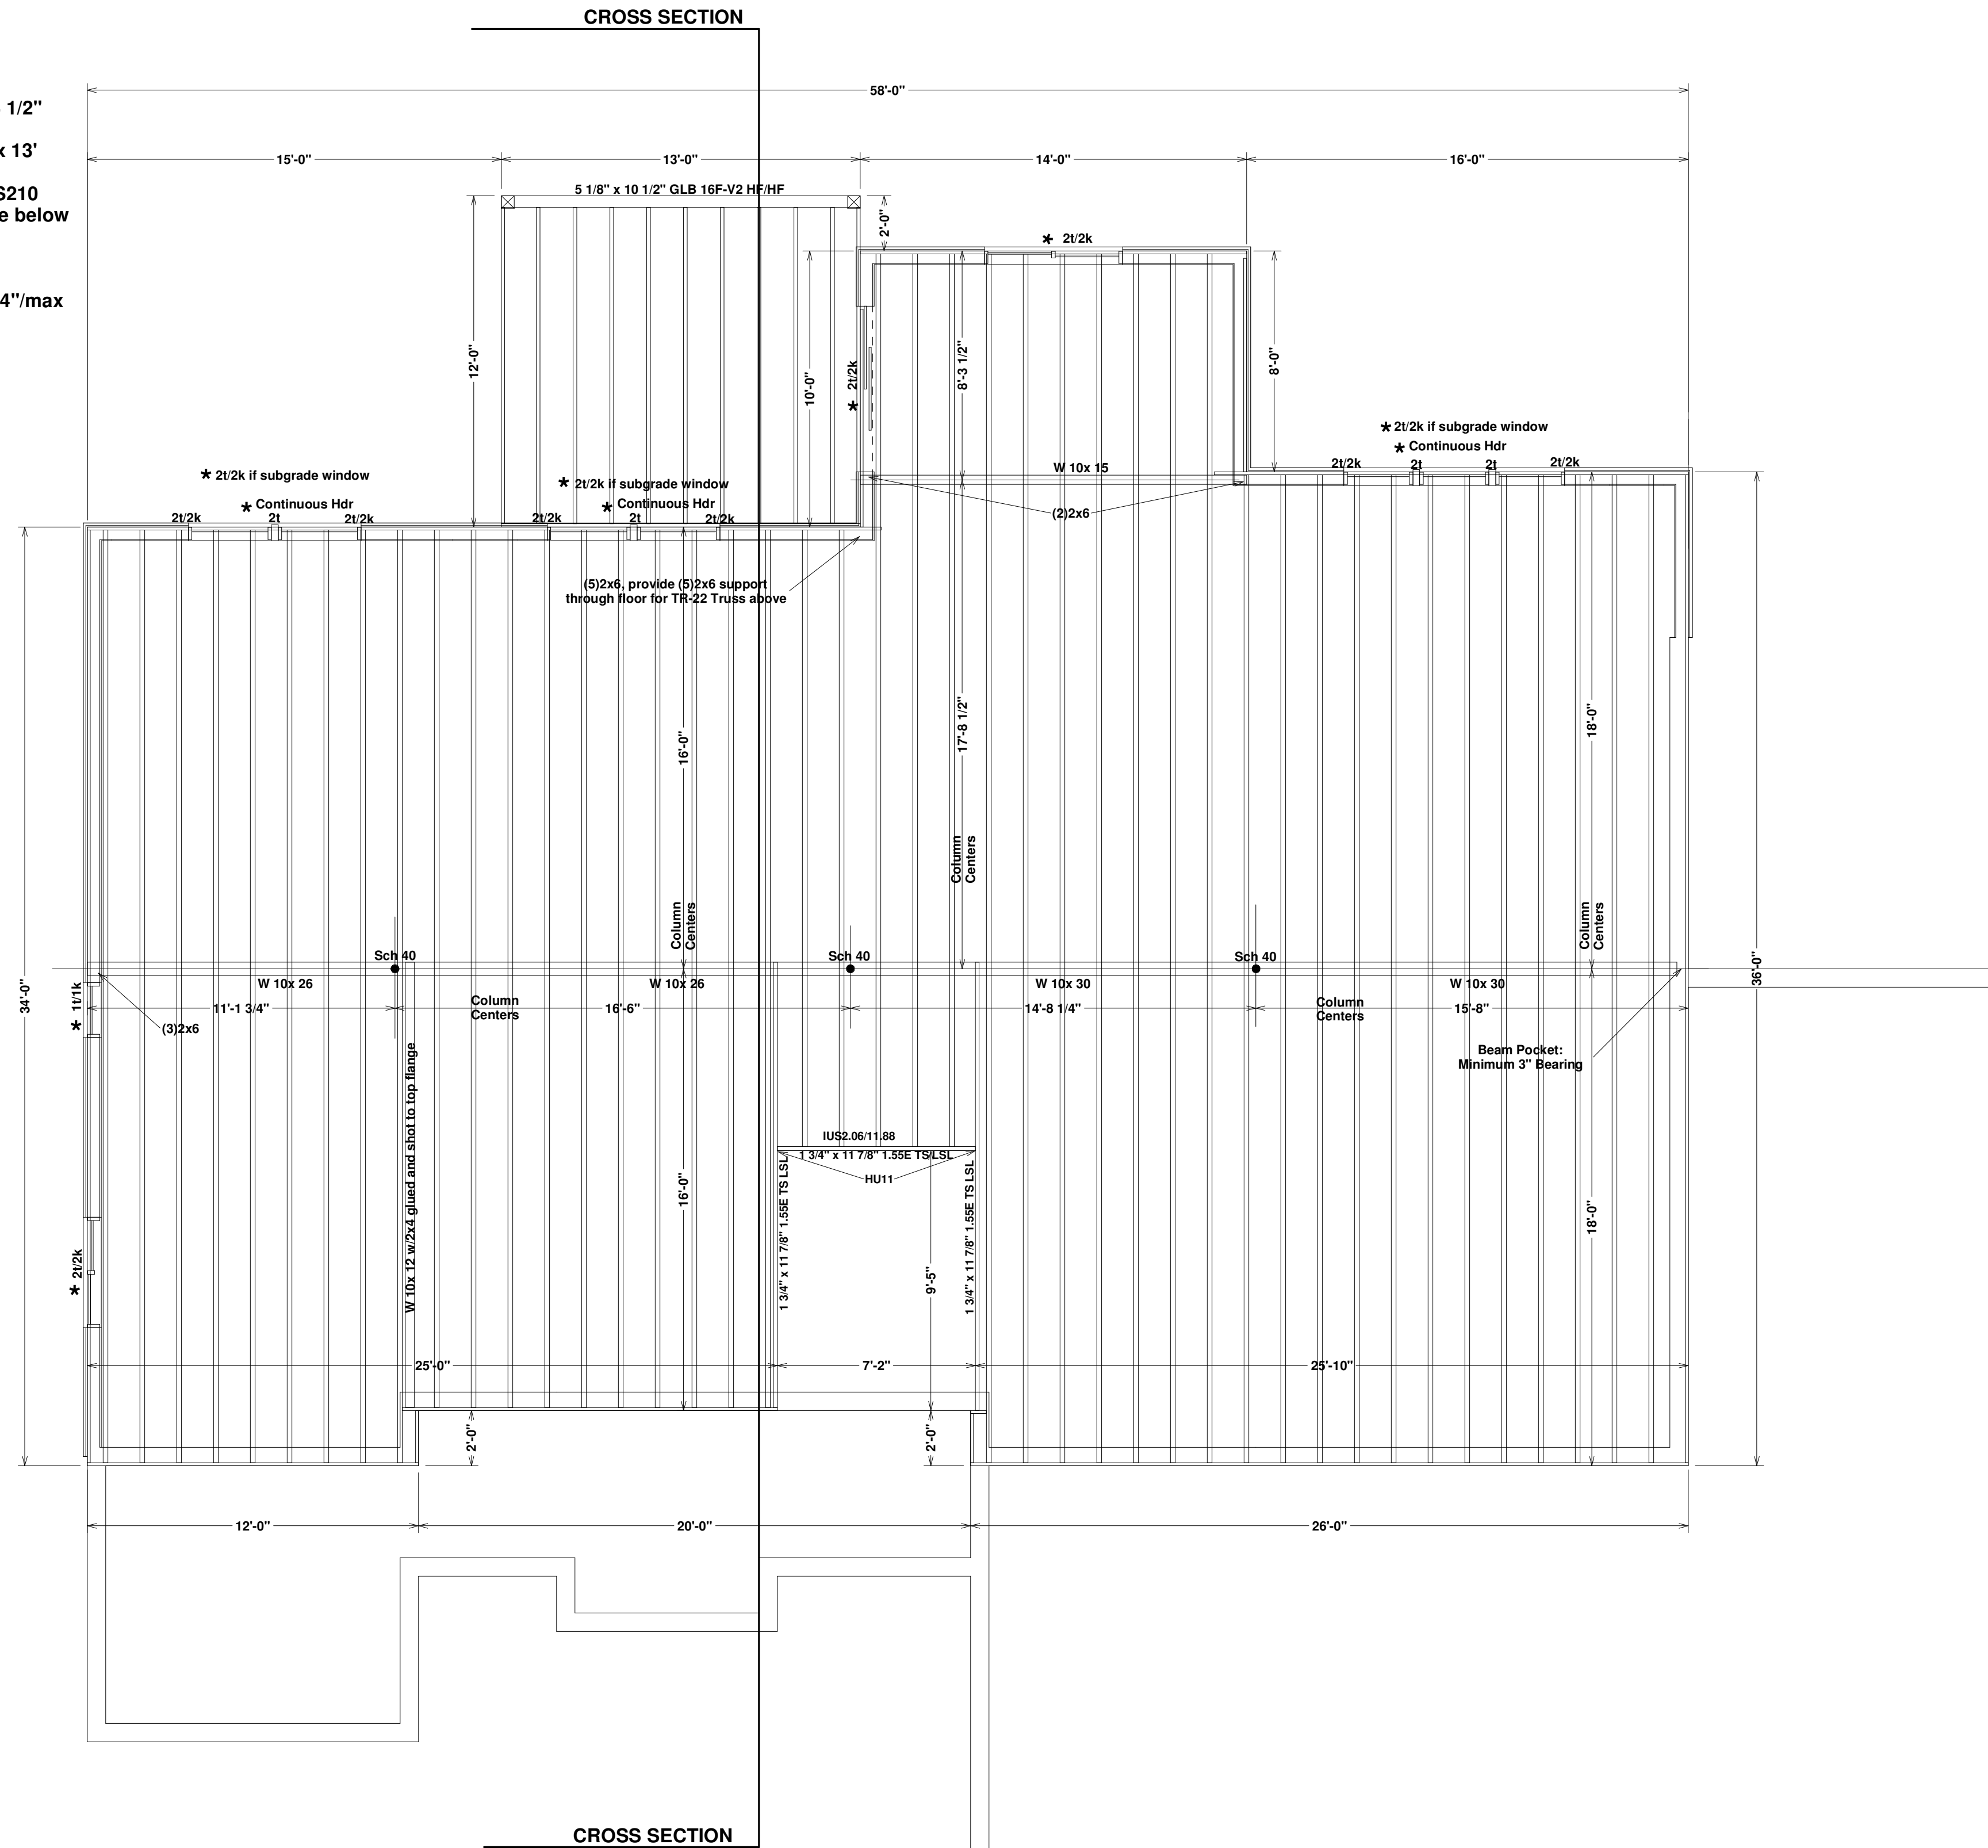 CROSS SECTION
1/2"
58'-0"
x 13'
15'-0"
13'-0"
14'-0"
16'-0"
S210
e below
5 1/8" x 10 1/2" GLB 16F-V2 HF/HF
2'-0"
* 2t/2k
4"/max
12'-0"
10'-0"
* 2t/2k
8'-3 1/2"
8'-0"
* 2t/2k if subgrade window
* Continuous Hdr
2t/2k
2t
2t
2t/2k
* 2t/2k if subgrade window
* Continuous Hdr
2t/2k
2t
2t/2k
* 2t/2k if subgrade window
* Continuous Hdr
2t/2k
2t
2t/2k
W 10x 15
(2)2x6
(5)2x6, provide (5)2x6 support
through floor for TR-22 Truss above
16'-0"
17'-8 1/2"
18'-0"
Column
Centers
Column
Centers
Column
Centers
34'-0"
36'-0"
Sch 40
Sch 40
Sch 40
W 10x 26
W 10x 26
W 10x 30
W 10x 30
* 1t/1k
11'-1 3/4"
Column
Centers
16'-6"
14'-8 1/4"
Column
Centers
15'-8"
(3)2x6
Beam Pocket:
Minimum 3" Bearing
W 10x 12 w/2x4 glued and shot to top flange
IUS2.06/11.88
1 3/4" x 11 7/8" 1.55E TS LSL
HU11
1 3/4" x 11 7/8" 1.55E TS LSL
1 3/4" x 11 7/8" 1.55E TS LSL
16'-0"
18'-0"
9'-5"
* 2t/2k
25'-0"
7'-2"
25'-10"
2'-0"
2'-0"
12'-0"
20'-0"
26'-0"
CROSS SECTION